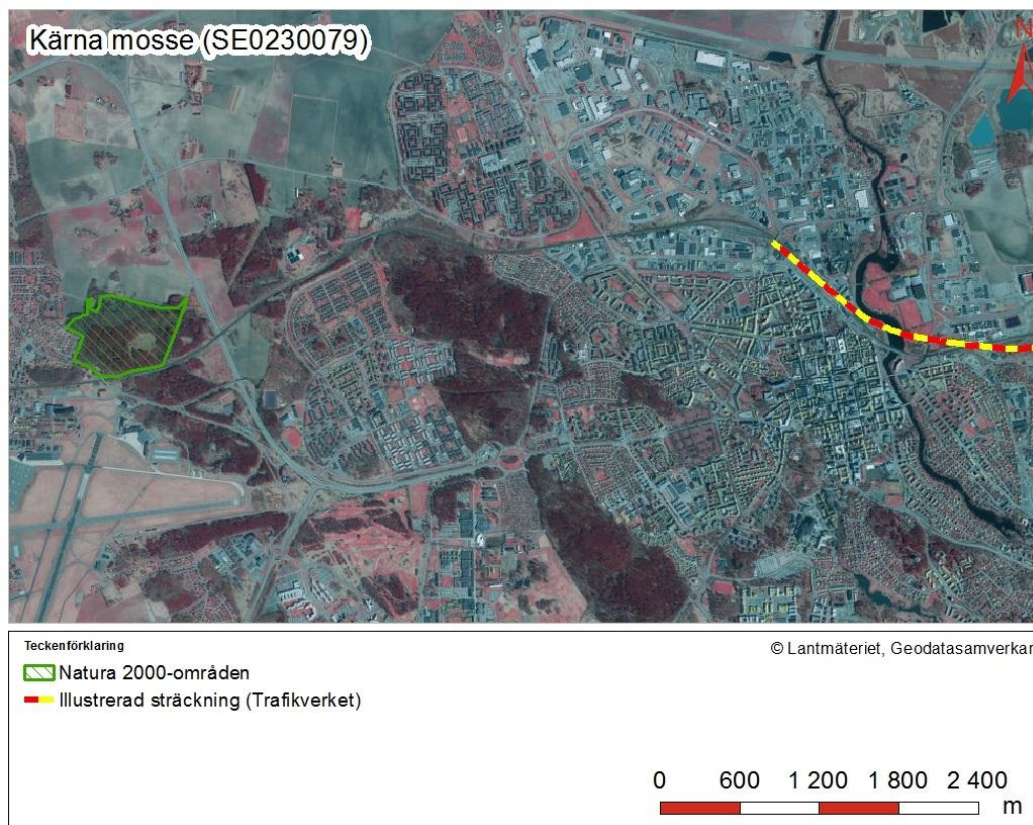 Kärna mosse (SE0230079)
N
Teckenförklaring
© Lantmäteriet, Geodatasamverkan
Natura 2000-områden
Illustrerad sträckning (Trafikverket)
0 600 1 200 1 800 2 400
m